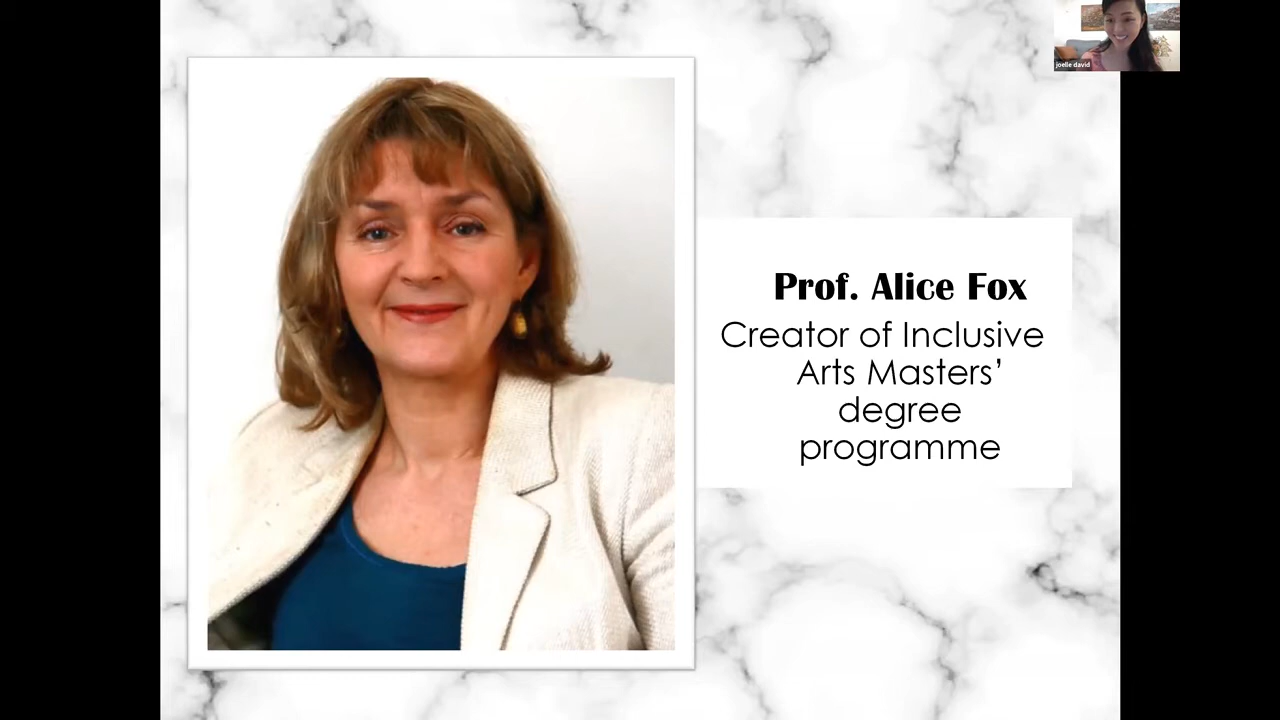 joelle david
Prof. Alice Fox
Creator of Inclusive
Arts Masters’
degree
programme